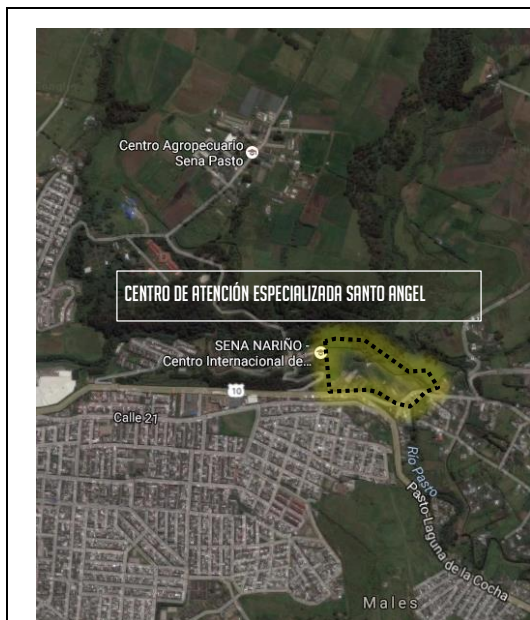 Centro Agropecuario
Sena Pasto
CENTRO DE ATENCIÓN ESPECIALIZADA SANTO ANGEL
SENA NARIÑO -
Centro Internacional de...
10
Calle 21
Río Pasto
Pasto-Laguna de la Cocha
Males